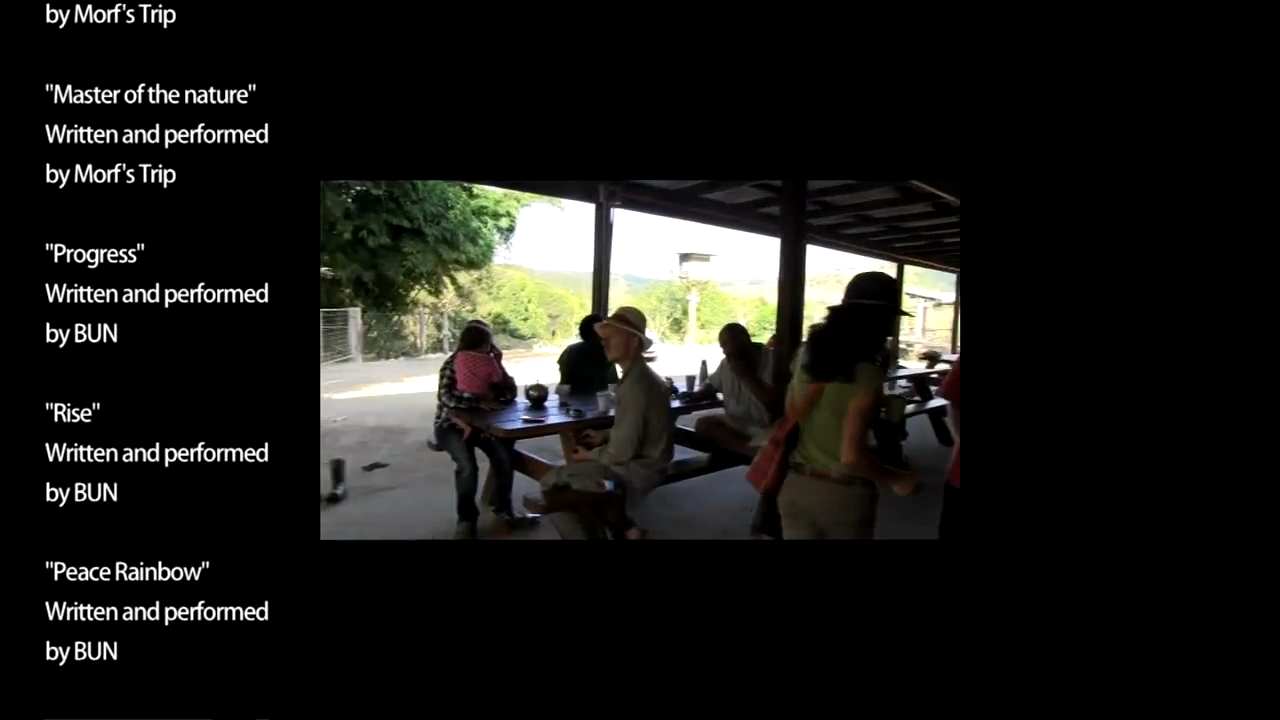 by Morf's Trip
"Master of the nature"
Written and performed
by Morf's Trip
"Progress"
Written and performed
by BUN
"Rise"
Written and performed
by BUN
"Peace Rainbow"
Written and performed
by BUN